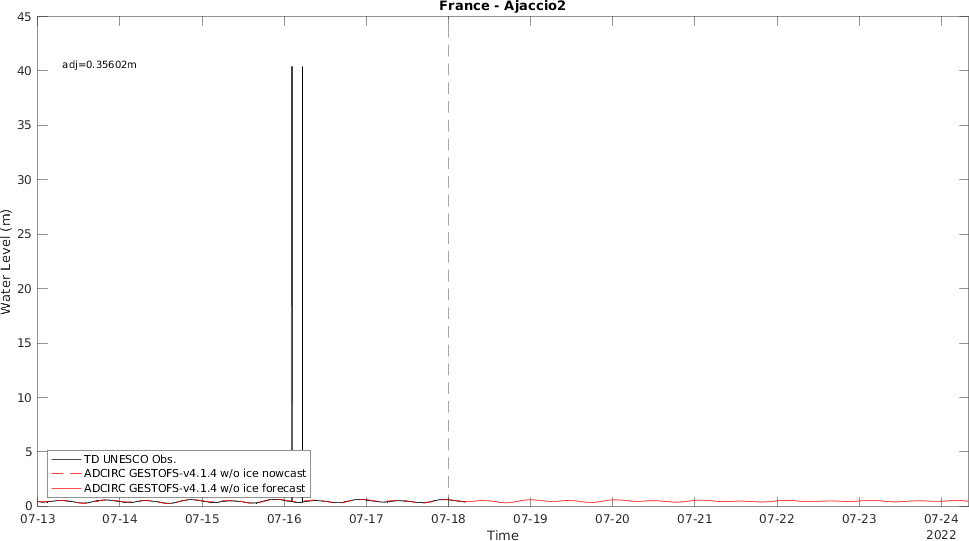 France - Ajaccio2
45
40
35
30
25
20
15
10
5
0
Water Level (m)
adj=0.35602m
TD UNESCO Obs.
ADCIRC GESTOFS-v4.1.4 w/o ice nowcast
ADCIRC GESTOFS-v4.1.4 w/o ice forecast
07-13 07-14 07-15 07-16 07-17 07-18 07-19 07-20 07-21 07-22 07-23 07-24
Time
2022